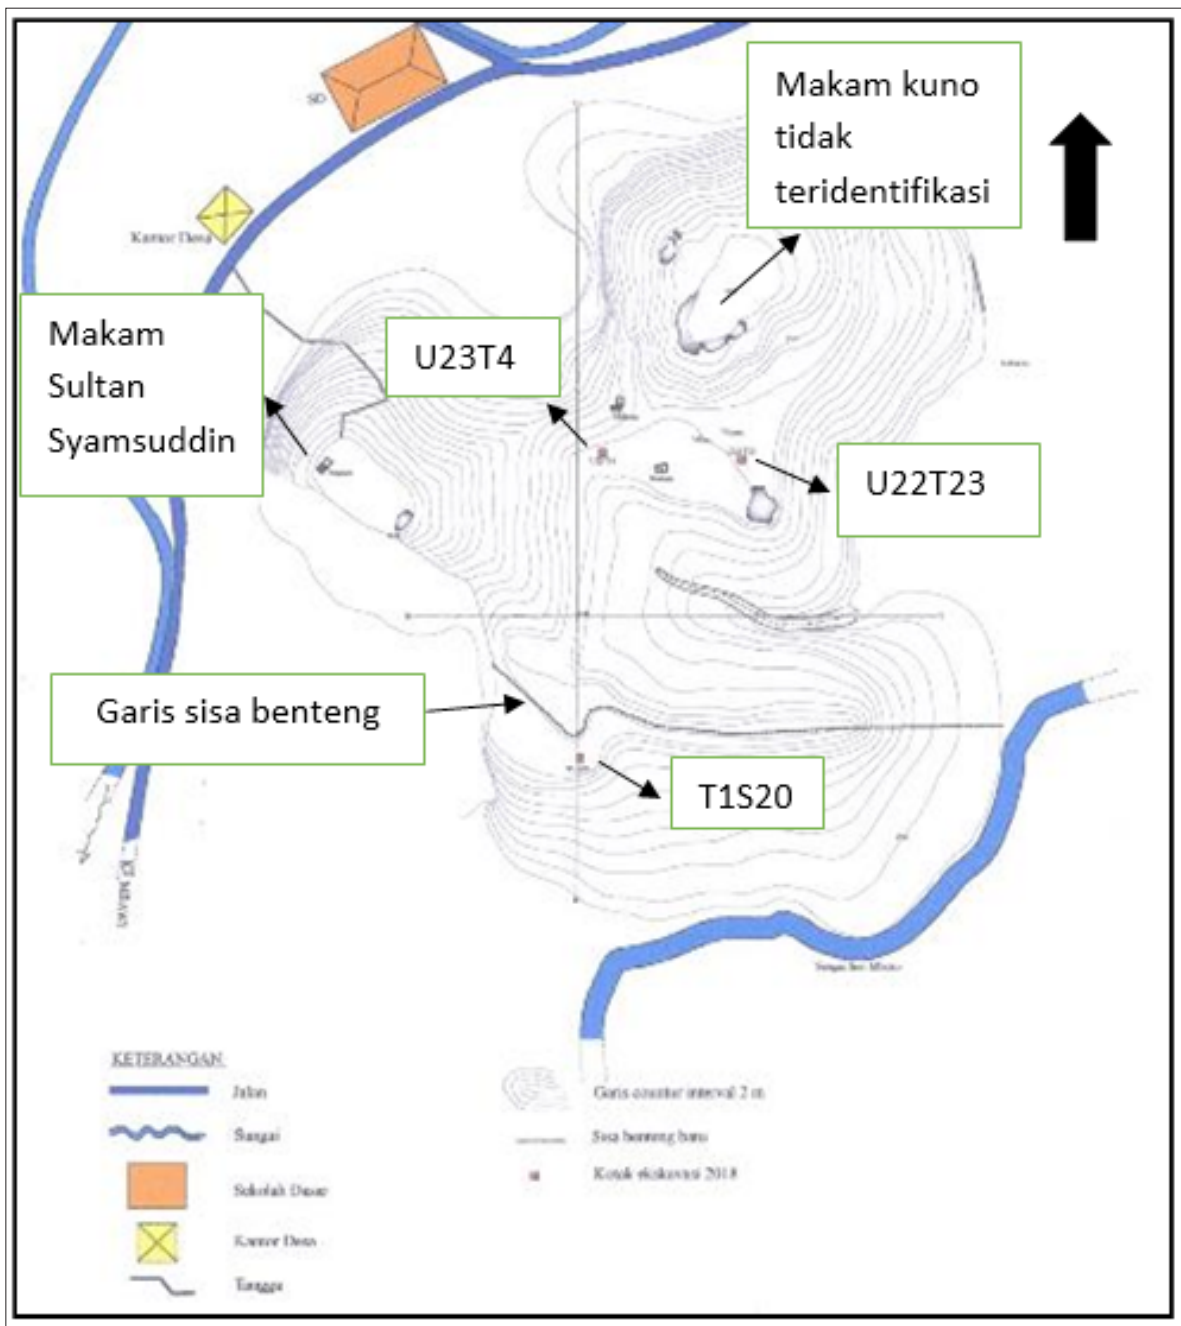 Makam kuno
tidak
teridentifikasi
SD
Kantor Desa
Makam
Sultan
Syamsuddin
U23T4
U22T23
Garis sisa benteng
T1S20
KETERANGAN
Jalan
Sungai
Sekolah Dasar
Kantor Desa
Tangga
Garis countur interval 2 m
Sisa benteng batu
Kotak ekskavasi 2018